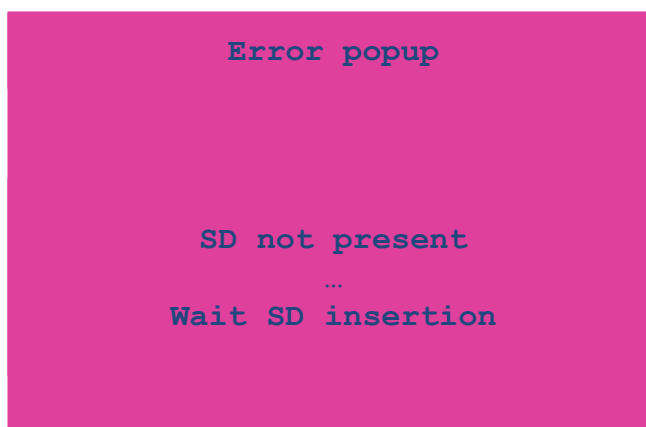 Error popup
SD not present
…
Wait SD insertion